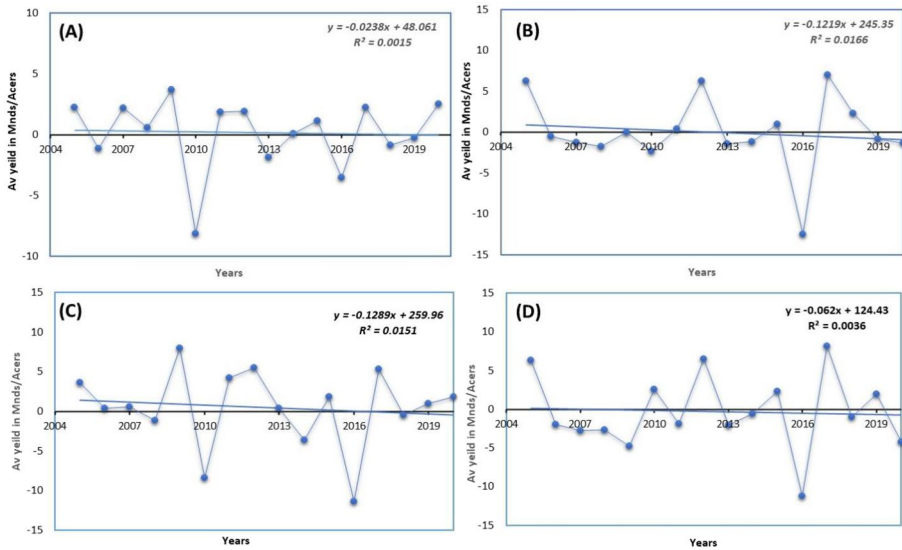 (A)
y = -0.0238x + 48.061
R² = 0.0015
Av yeild in Mnds/Acers
10
5
0
-5
-10
2004 2007 2010 2013 2016 2019
Years
(B)
y = -0.1219x + 245.35
R² = 0.0166
Av yeild in Mnds/Acers
15
10
5
0
-5
-10
-15
2004 2007 2010 2013 2016 2019
Years
(C)
y = -0.1289x + 259.96
R² = 0.0151
Av yeild in Mnds/Acers
15
10
5
0
-5
-10
-15
2004 2007 2010 2013 2016 2019
Years
(D)
y = -0.062x + 124.43
R² = 0.0036
Av yeild in Mnds/Acers
15
10
5
0
-5
-10
-15
2004 2007 2010 2013 2016 2019
Years